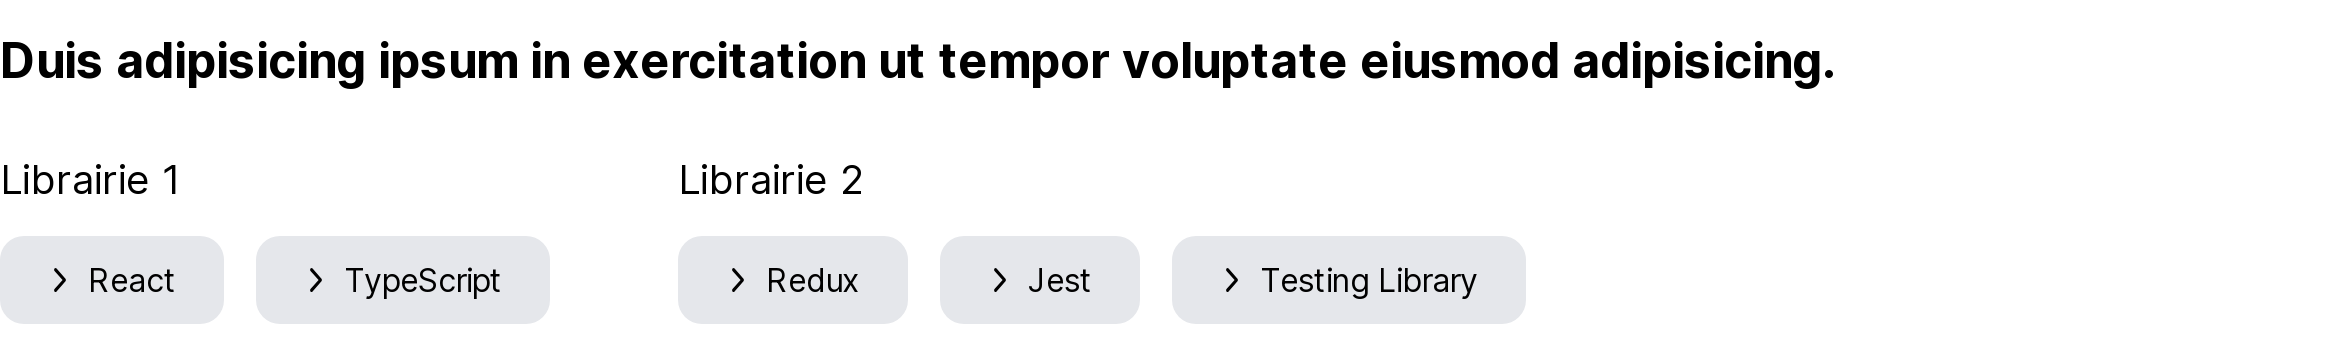 Duis adipisicing ipsum in exercitation ut tempor voluptate eiusmod adipisicing.
Librairie 1
React
TypeScript
Librairie 2
Redux
Jest
Testing Library